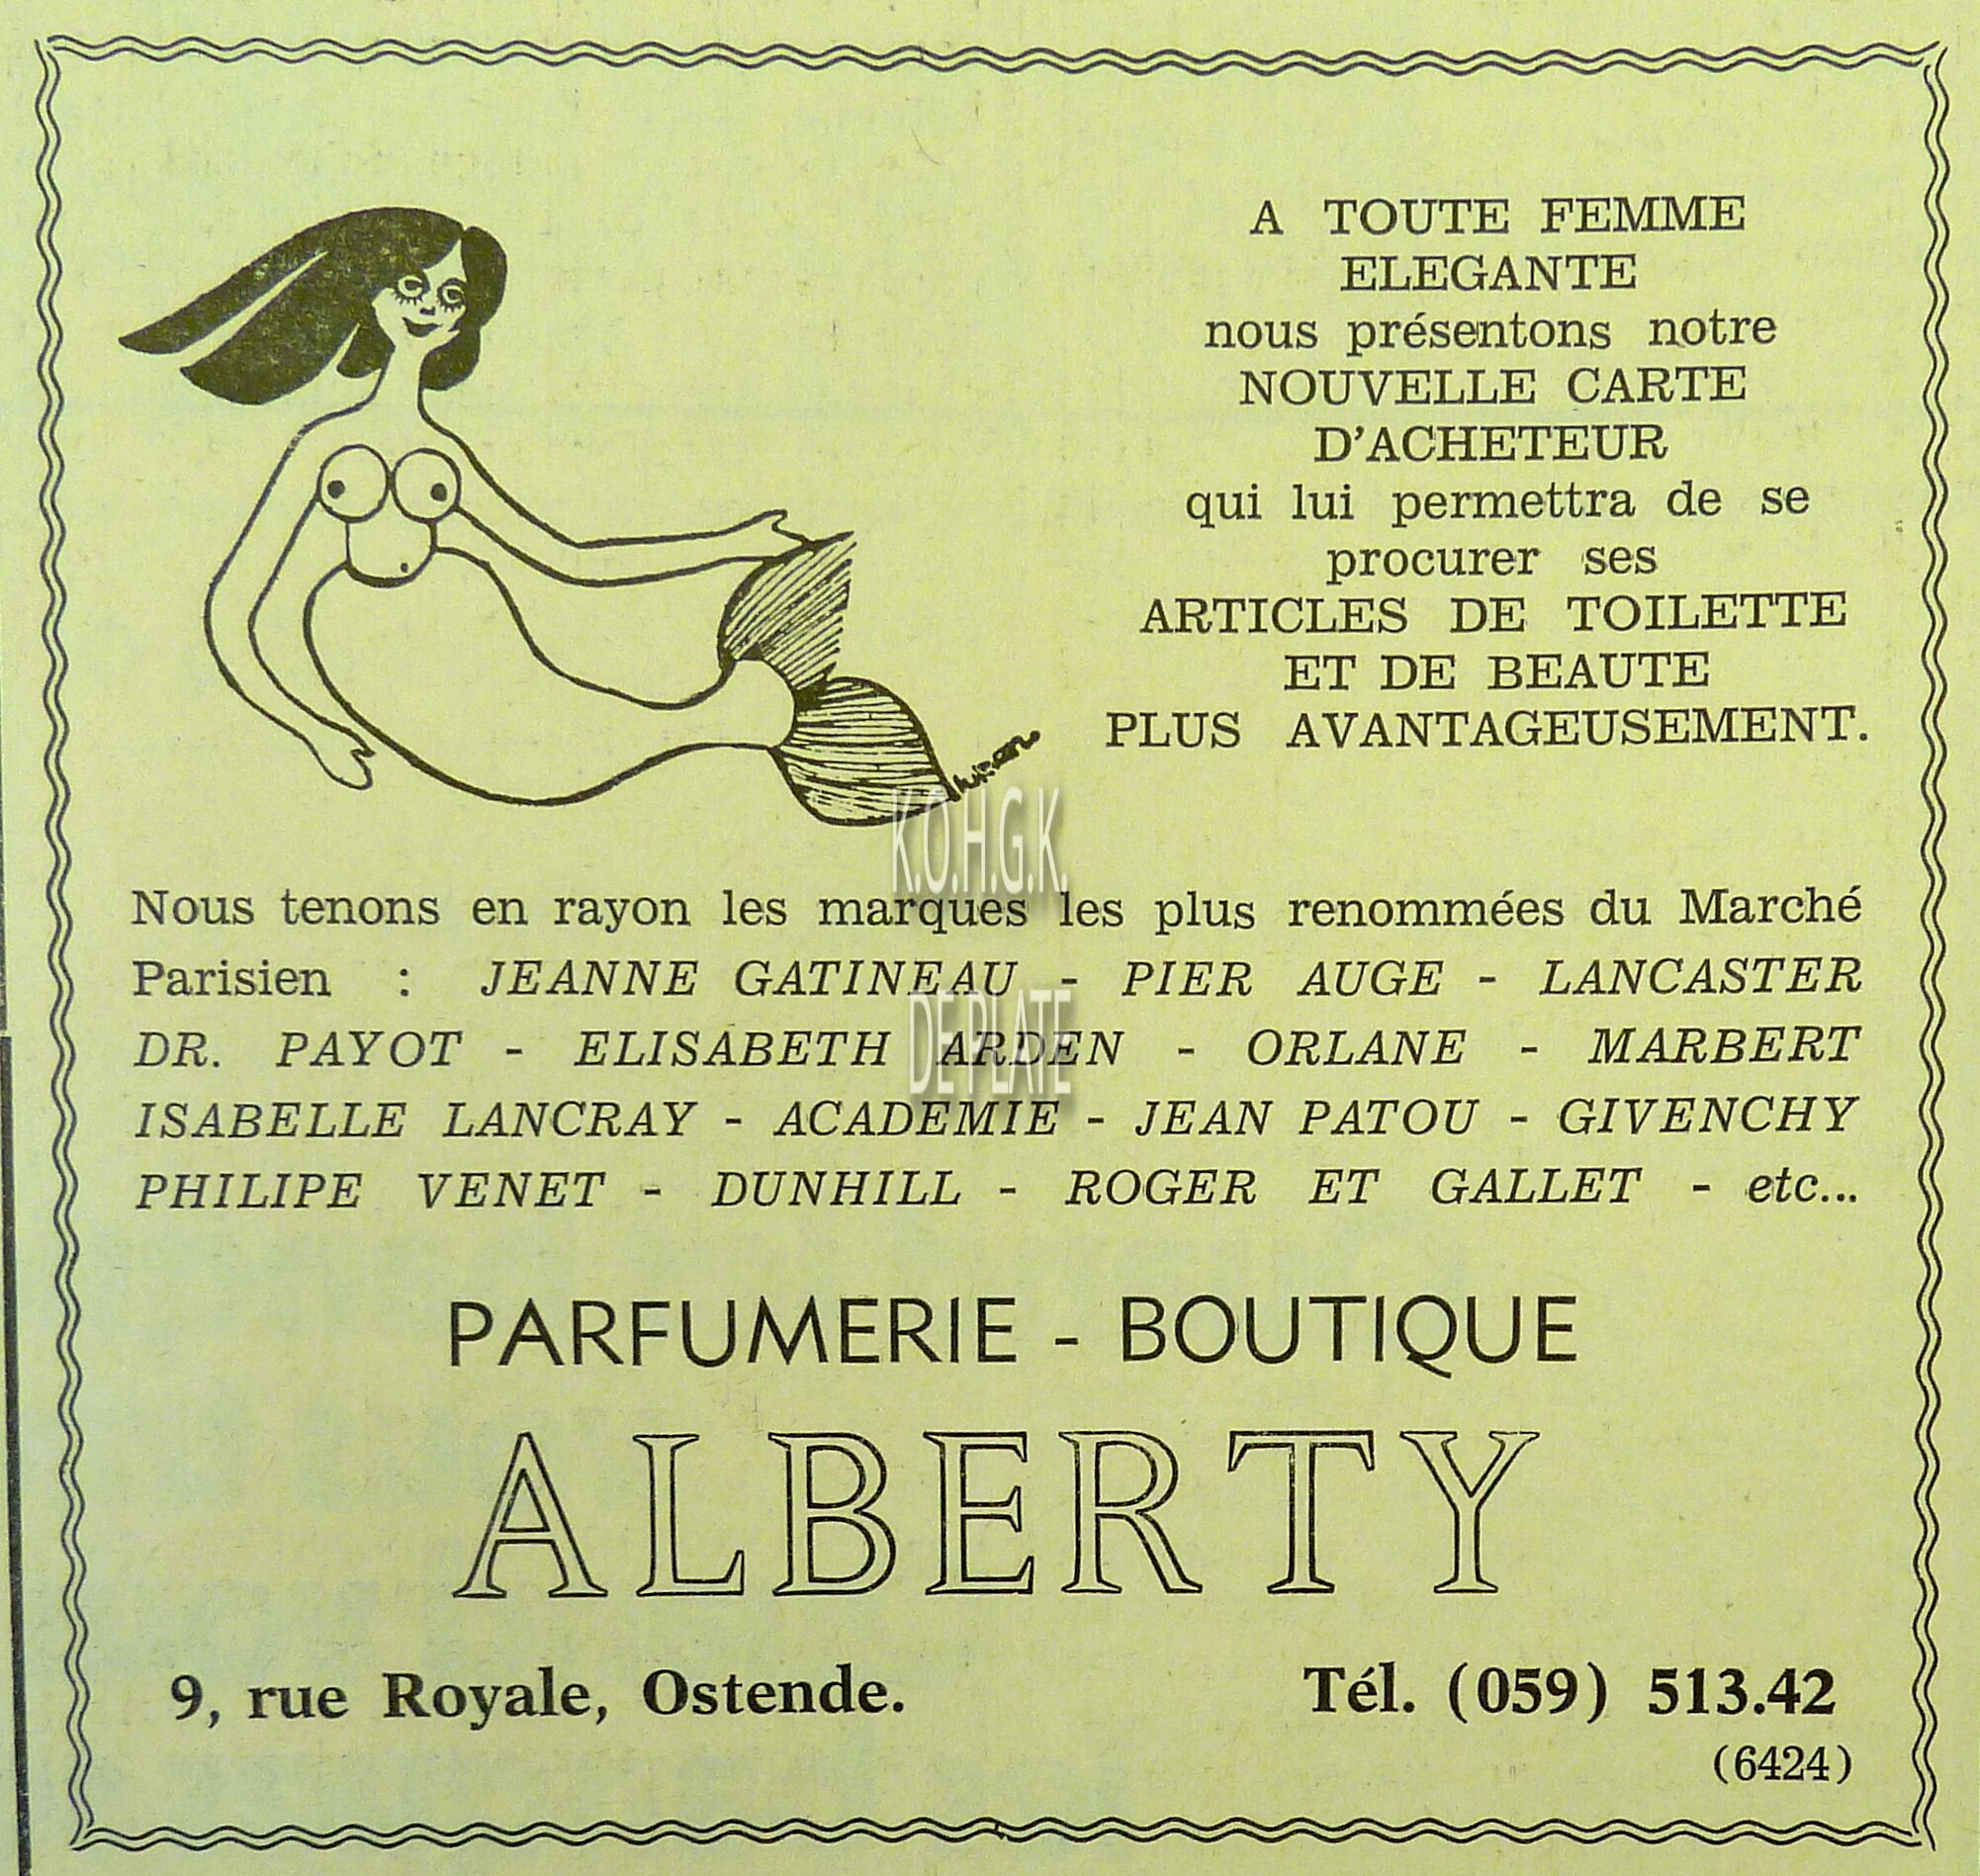 A TOUTE FEMME
ELEGANTE
nous présentons notre
NOUVELLE CARTE
D'ACHETEUR
qui lui permettra de se
procurer ses
ARTICLES DE TOILETTE
ET DE BEAUTE
PLUS AVANTAGEUSEMENT.
K.O.H.G.K.
DE PLATE
Nous tenons en rayon les marques les plus renommées du Marché
Parisien : JEANNE GATINEAU - PIER AUGE - LANCASTER
DR. PAYOT - ELISABETH ARDEN - ORLANE - MARBERT
ISABELLE LANCRAY - ACADEMIE - JEAN PATOU - GIVENCHY
PHILIPE VENET - DUNHILL - ROGER ET GALLET - etc...
PARFUMERIE - BOUTIQUE
ALBERTY
9, rue Royale, Ostende. Tél. (059) 513.42
(6424)